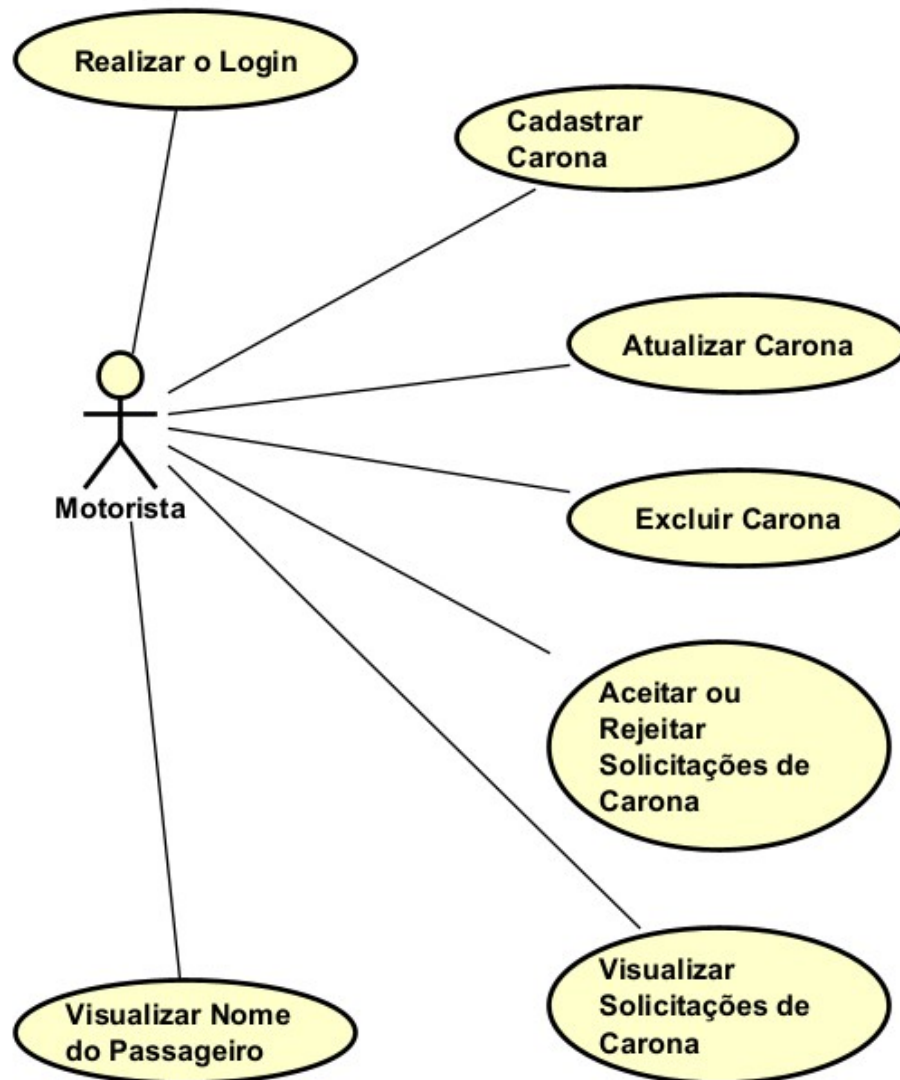 Realizar o Login
Cadastrar
Carona
Atualizar Carona
Motorista
Excluir Carona
Aceitar ou
Rejeitar
Solicitações de
Carona
Visualizar
Solicitações de
Carona
Visualizar Nome
do Passageiro